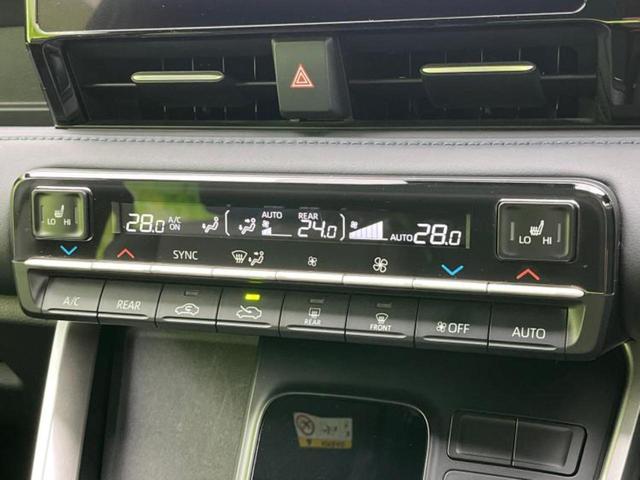 LO HI
28.0 A/C ON AUTO REAR 24.0 AUTO 28.0
LO HI
SYNC
A/C REAR REAR FRONT OFF AUTO